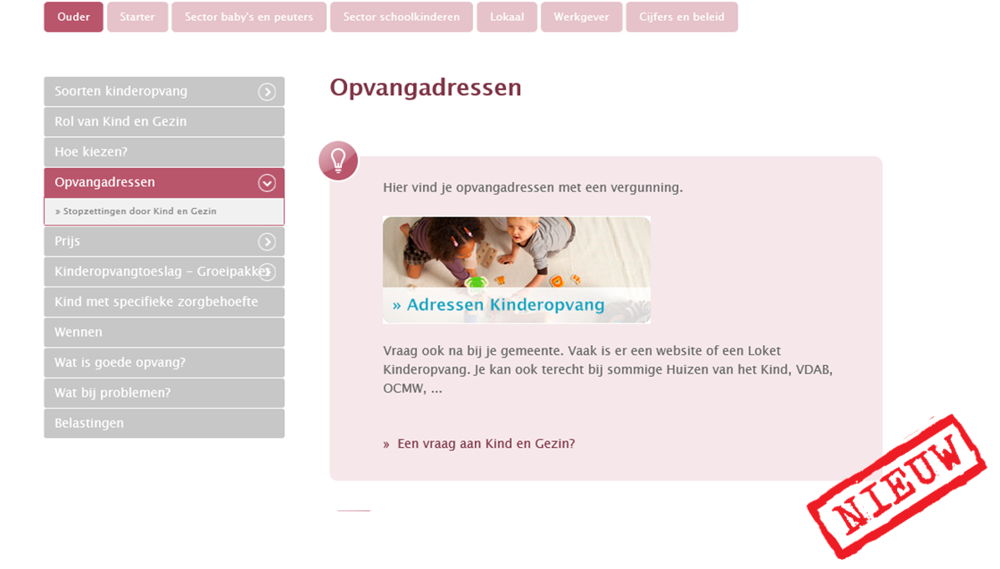 Ouder
Starter
Sector baby's en peuters
Sector schoolkinderen
Lokaal
Werkgever
Cijfers en beleid
Soorten kinderopvang
Rol van Kind en Gezin
Hoe kiezen?
Opvangadressen
» Stopzettingen door Kind en Gezin
Prijs
Kinderopvangtoeslag - Groeipakket
Kind met specifieke zorgbehoefte
Wennen
Wat is goede opvang?
Wat bij problemen?
Belastingen
Opvangadressen
Hier vind je opvangadressen met een vergunning.
» Adressen Kinderopvang
Vraag ook na bij je gemeente. Vaak is er een website of een Loket
Kinderopvang. Je kan ook terecht bij sommige Huizen van het Kind, VDAB,
OCMW, ...
» Een vraag aan Kind en Gezin?
NIEUW